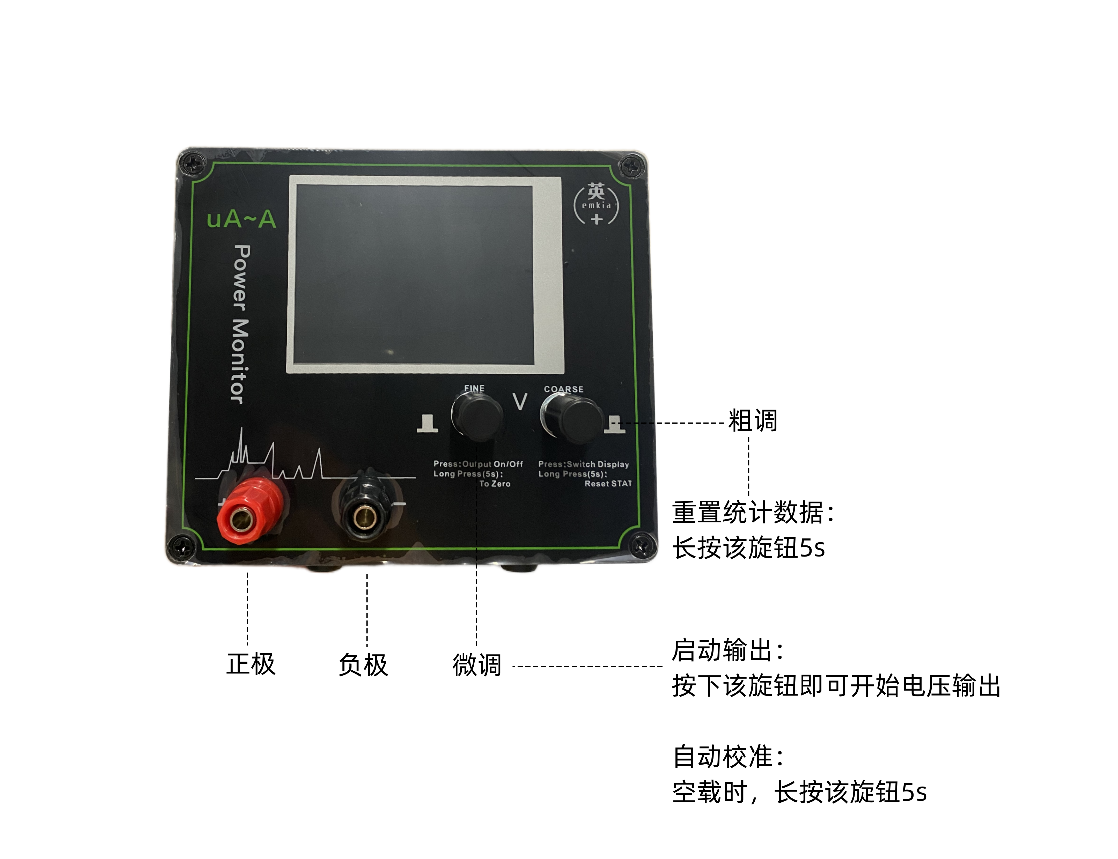 英
emkia
十
uA~A
Power Monitor
FINE
V
COARSE
Press:Output On/Off
Long Press(5s):
To Zero
Press:Switch Display
Long Press(5s):
Reset STAT
粗调
重置统计数据：
长按该旋钮5s
正极
负极
微调
启动输出：
按下该旋钮即可开始电压输出
自动校准：
空载时，长按该旋钮5s